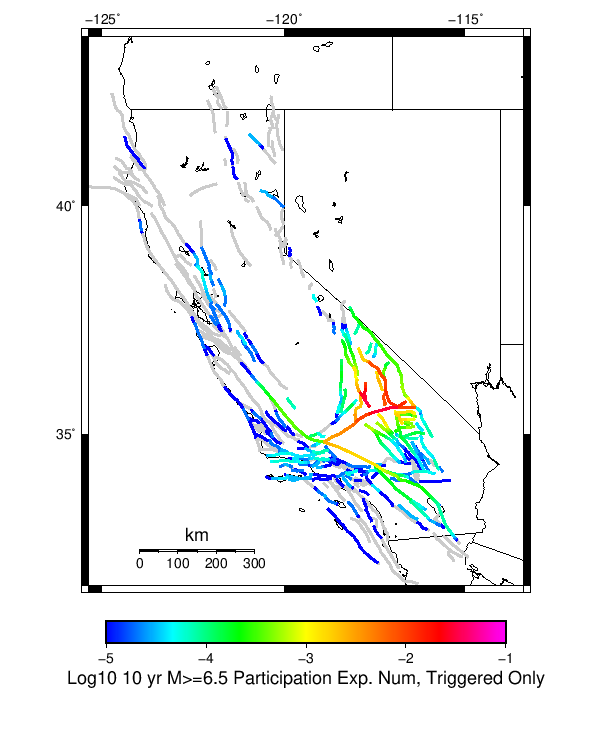 −125° −120° −115°
40°
35°
km
0 100 200 300
−5 −4 −3 −2 −1
Log10 10 yr M>=6.5 Participation Exp. Num, Triggered Only